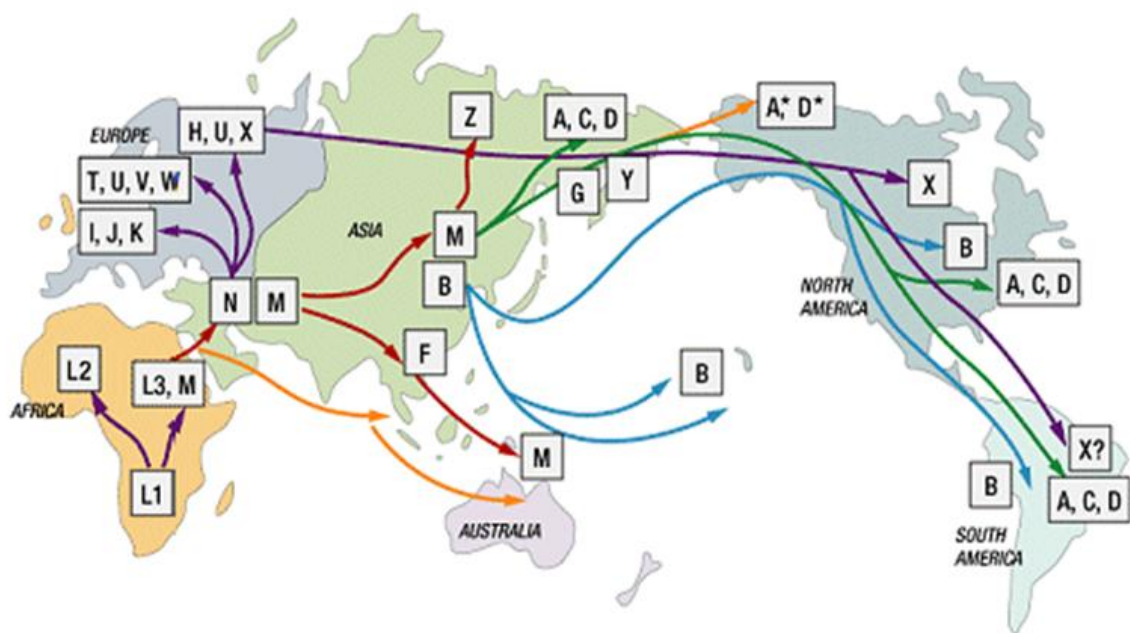 A, C, D
A* D*
Z
EUROPE
H, U, X
T, U, V, W
G
Y
X
I, J, K
ASIA
M
B
B
N
M
NORTH
AMERICA
A, C, D
F
L2
L3, M
B
AFRICA
M
X?
L1
B
A, C, D
AUSTRALIA
SOUTH
AMERICA